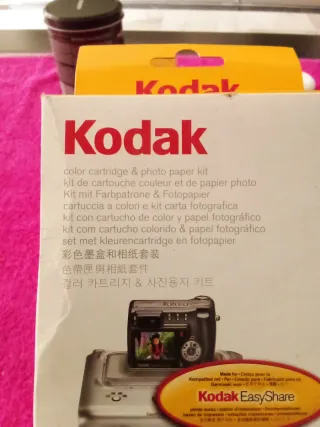 Kodak
Kodak
color cartridge & photo paper kit
kit de cartouche couleur et de papier photo
Kit mit Farbpatrone & Fotopapier
cartuccia a colori e kit carta fotografica
kit con cartucho de color y papel fotográfico
kit com cartucho colorido & papel fotográfico
set met kleurencartridge en fotopapier
彩色墨盒和相纸套装
色帶匣與相紙套件
컬러 카트리지 & 사진용지 키트
Kodak EasyShare